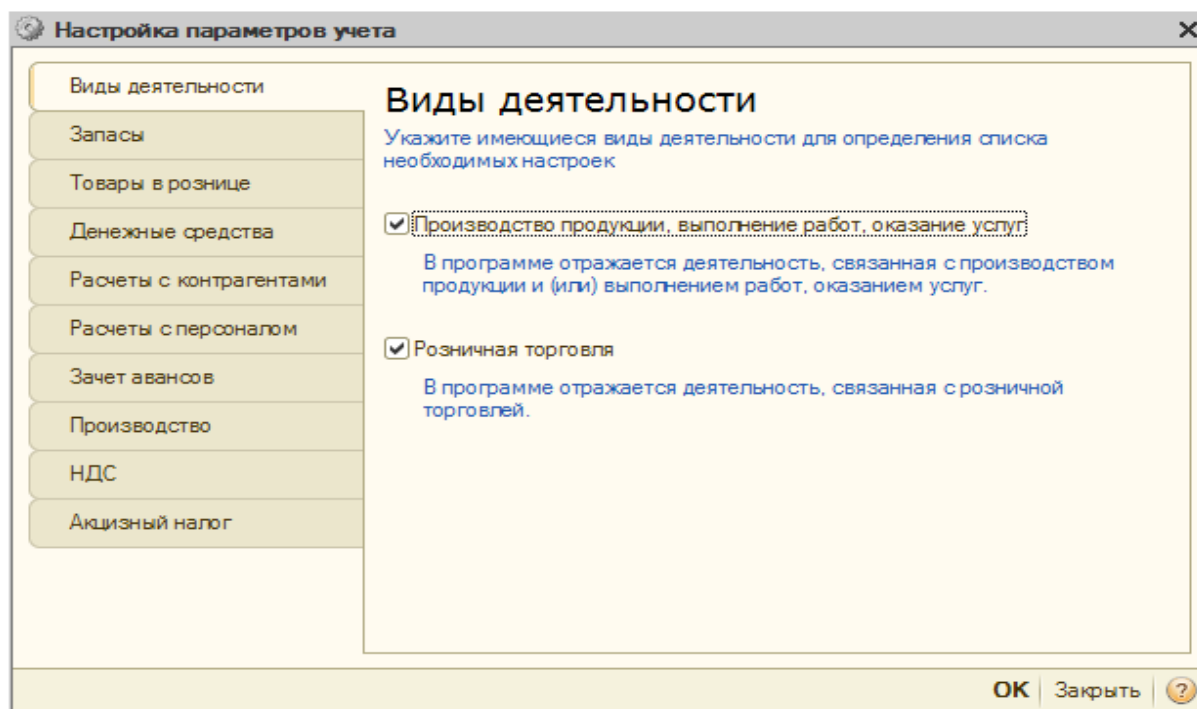 Настройка параметров учета
Виды деятельности
Запасы
Товары в рознице
Денежные средства
Расчеты с контрагентами
Расчеты с персоналом
Зачет авансов
Производство
НДС
Акцизный налог
Виды деятельности
Укажите имеющиеся виды деятельности для определения списка
необходимых настроек
Производство продукции, выполнение работ, оказание услуг
В программе отражается деятельность, связанная с производством
продукции и (или) выполнением работ, оказанием услуг.
Розничная торговля
В программе отражается деятельность, связанная с розничной
торговлей.
OK Закрыть ?